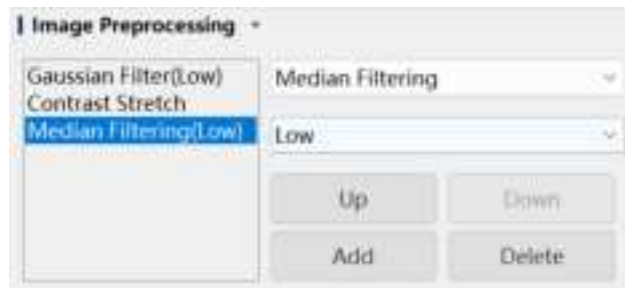 Image Preprocessing
Gaussian Filter(Low)
Contrast Stretch
Median Filtering(Low)
Median Filtering
Low
Up
Down
Add
Delete